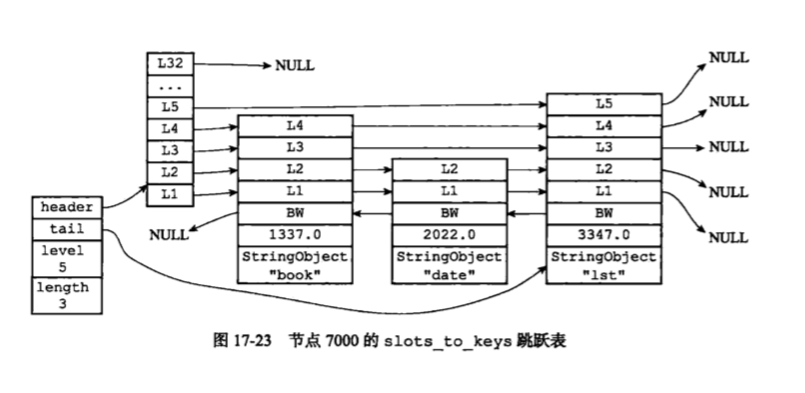 L32
NULL
...
L5
L4
L3
L2
L1
header
tail
level
5
length
3
NULL
L4
L3
L2
L1
BW
1337.0
StringObject
"book"
L2
L1
BW
2022.0
StringObject
"date"
L5
L4
L3
L2
L1
BW
3347.0
StringObject
"lst"
NULL
NULL
NULL
NULL
NULL
图 17-23 节点 7000 的 slots_to_keys 跳跃表